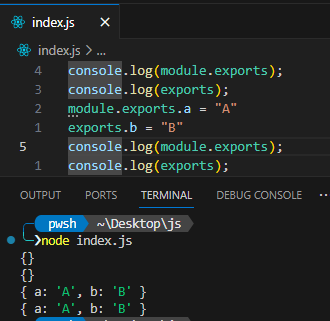 index.js
index.js > ...
4 console.log(module.exports);
3 console.log(exports);
2 module.exports.a = "A"
1 exports.b = "B"
5 console.log(module.exports);
1 console.log(exports);
OUTPUT PORTS TERMINAL DEBUG CONSOLE
pwsh ~\Desktop\js
node index.js
{}
{}
{ a: 'A', b: 'B' }
{ a: 'A', b: 'B' }